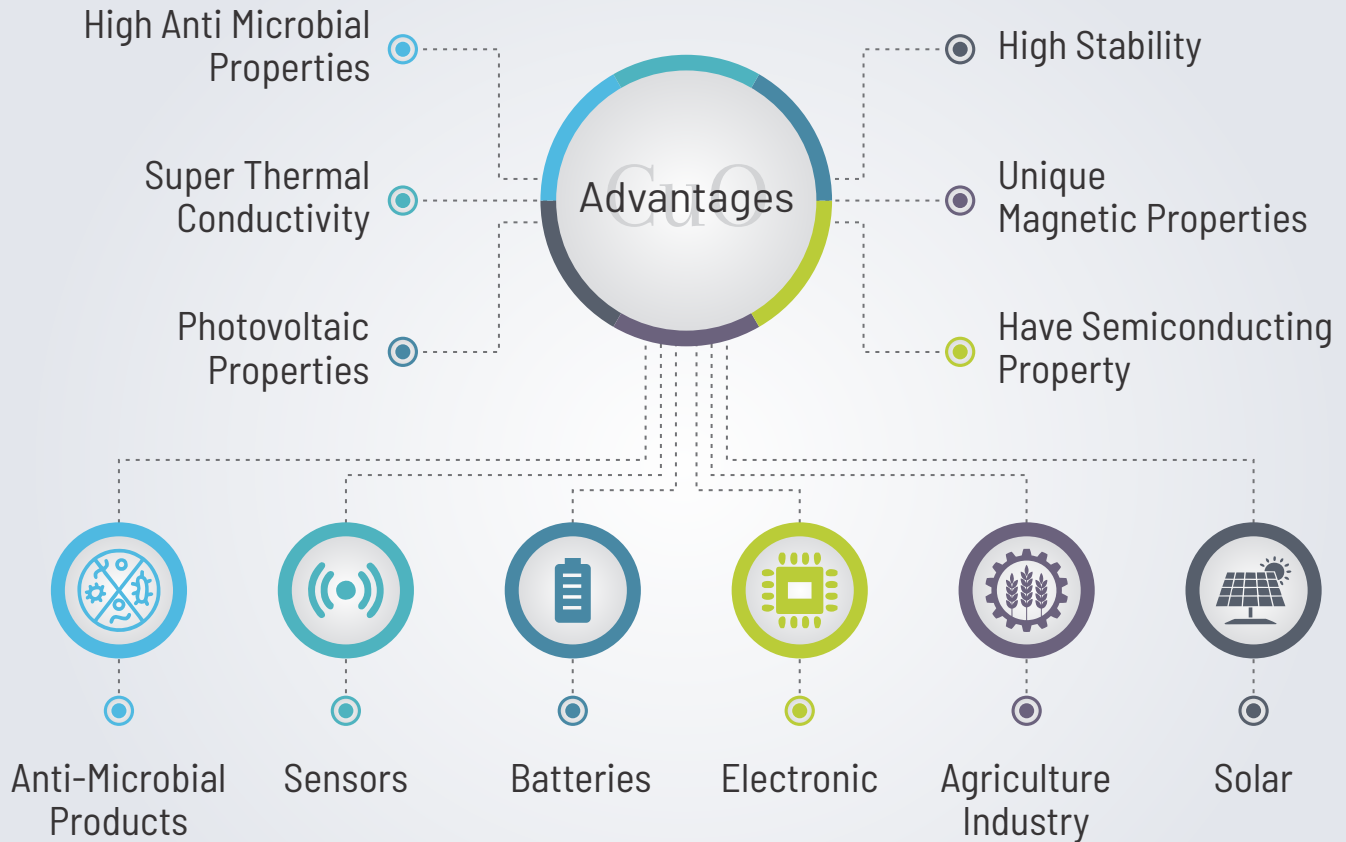 High Anti Microbial
Properties
Super Thermal
Conductivity
Photovoltaic
Properties
CuO
Advantages
High Stability
Unique
Magnetic Properties
Have Semiconducting
Property
Anti-Microbial
Products
Sensors
Batteries
Electronic
Agriculture
Industry
Solar